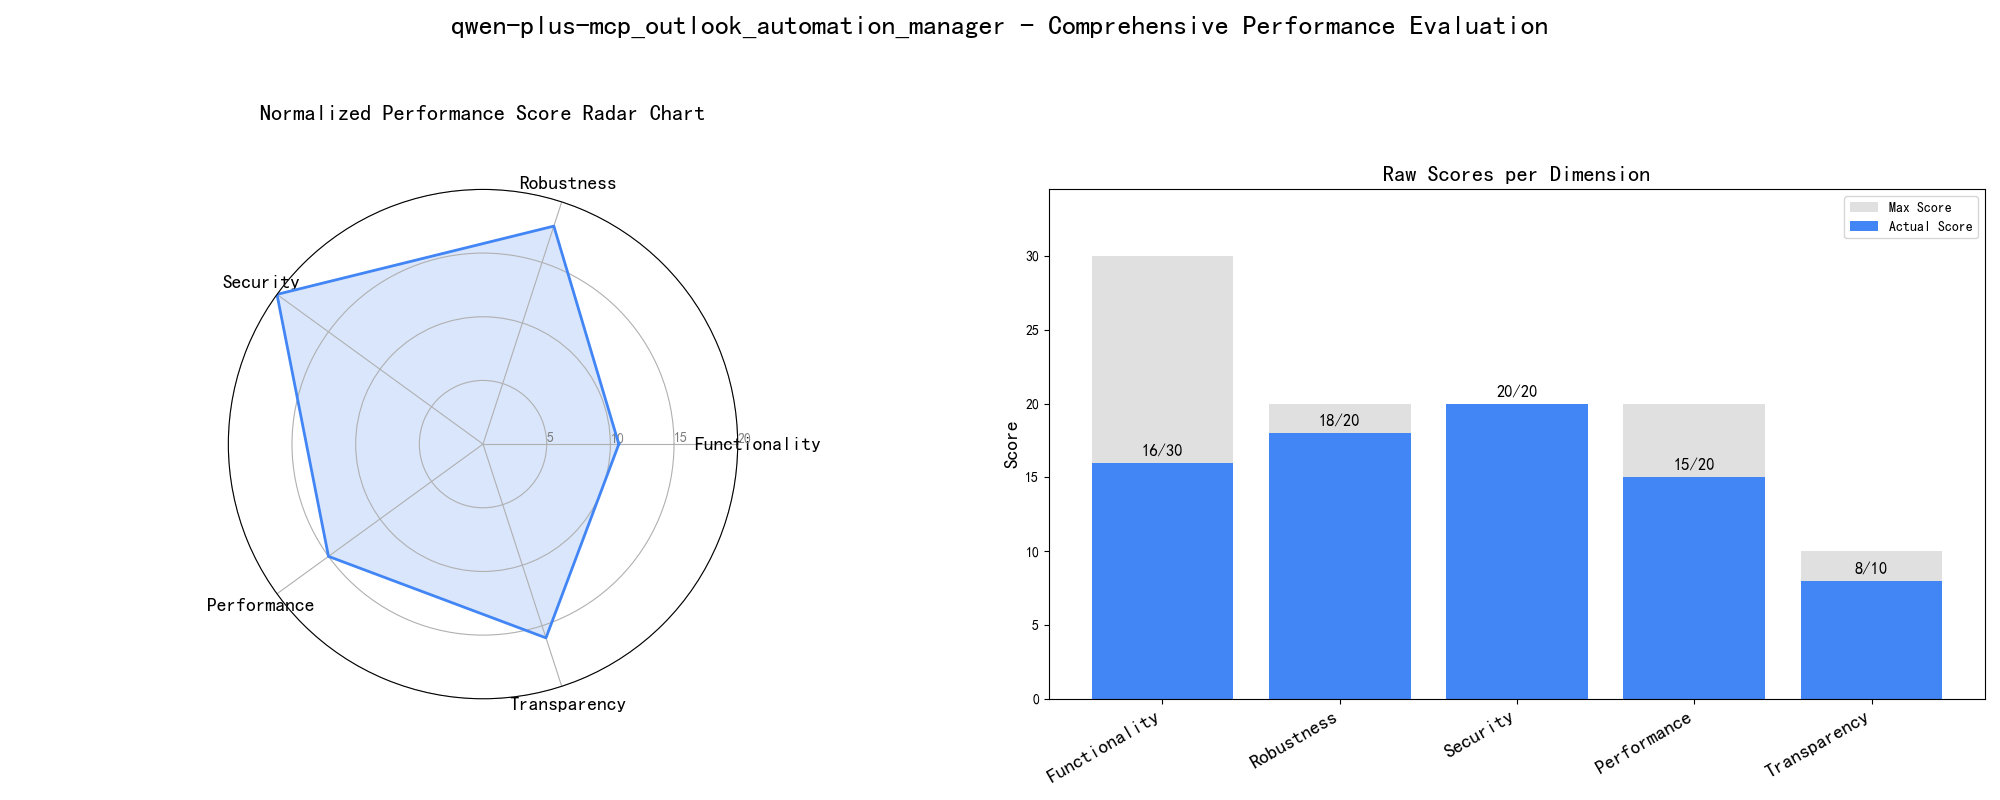 qwen-plus-mcp_outlook_automation_manager - Comprehensive Performance Evaluation
Normalized Performance Score Radar Chart
Robustness
Security
Functionality
Performance
Transparency
5
10
15
20
Raw Scores per Dimension
Max Score
Actual Score
Score
30
25
20
15
10
5
0
16/30
18/20
20/20
15/20
8/10
Functionality
Robustness
Security
Performance
Transparency